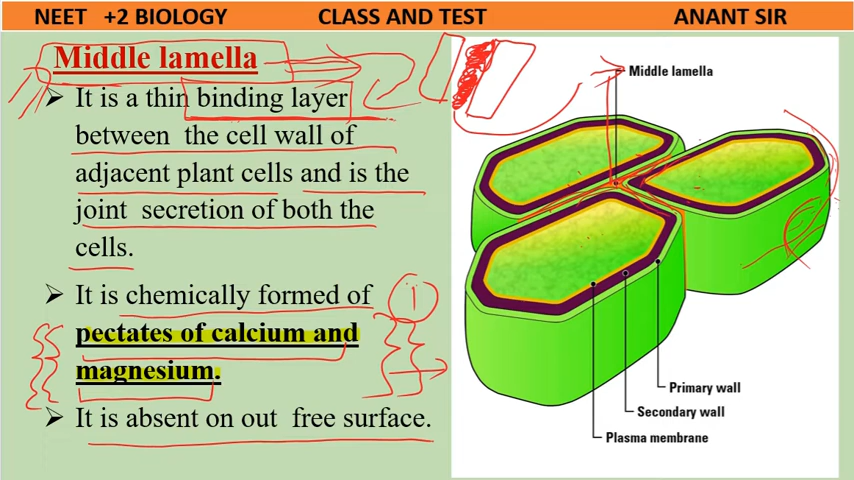 NEET +2 BIOLOGY CLASS AND TEST ANANT SIR
Middle lamella
It is a thin binding layer
between the cell wall of
adjacent plant cells and is the
joint secretion of both the
cells.
It is chemically formed of
pectates of calcium and
magnesium.
It is absent on out free surface.
Middle lamella
Primary wall
Secondary wall
Plasma membrane